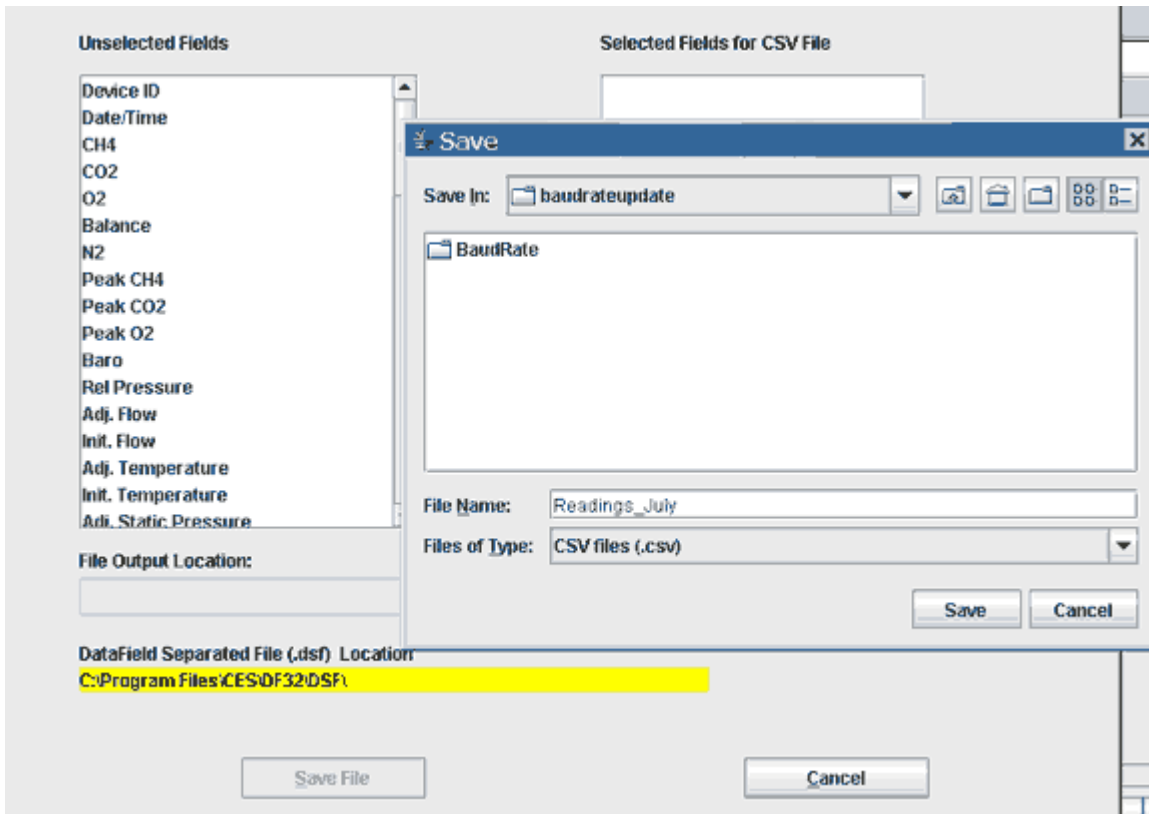 Unselected Fields
Selected Fields for CSV File
Device ID
Date/Time
CH4
CO2
O2
Balance
N2
Peak CH4
Peak CO2
Peak O2
Baro
Rel Pressure
Adj. Flow
Init. Flow
Adj. Temperature
Init. Temperature
Adj. Static Pressure
Save
Save In:
baudrateupdate
BaudRate
File Name:
Readings_July
Files of Type:
CSV files (.csv)
Save
Cancel
File Output Location:
DataField Separated File (.dsf) Location
C:\Program Files\CES\DF32\DSF\
Save File
Cancel